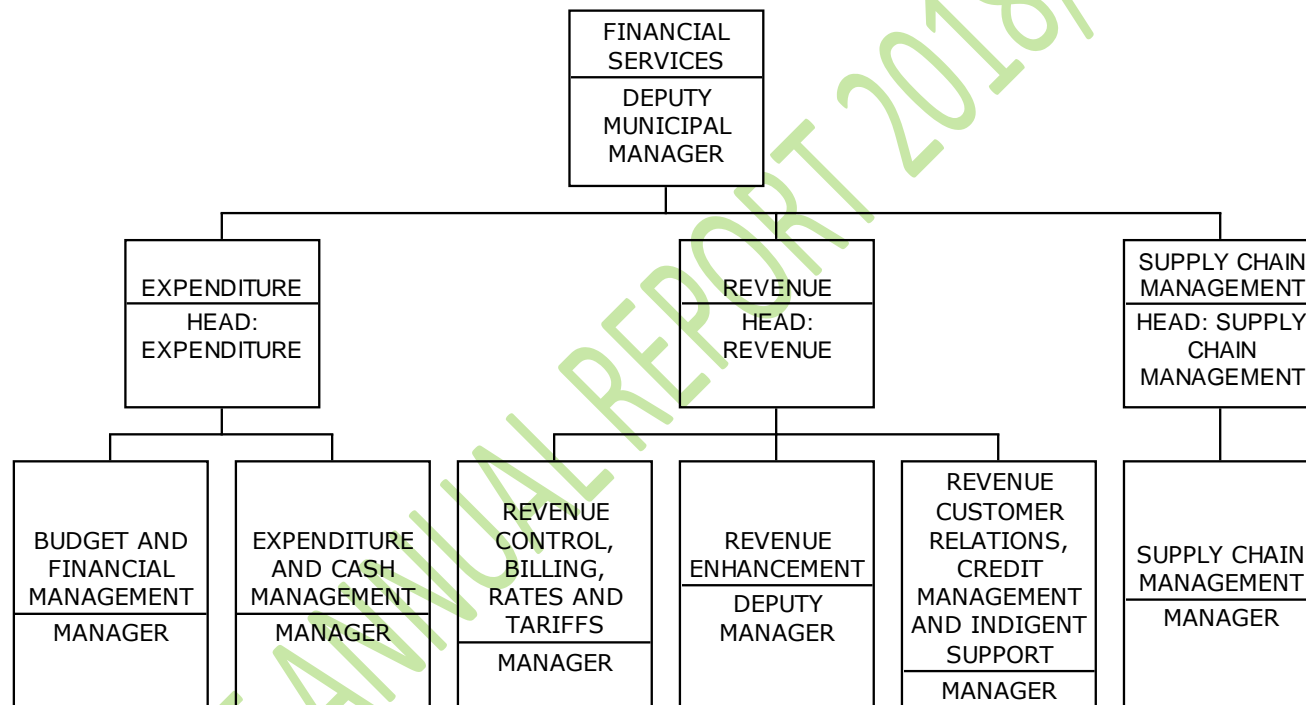 FINANCIAL
SERVICES
DEPUTY
MUNICIPAL
MANAGER
EXPENDITURE
HEAD:
EXPENDITURE
REVENUE
HEAD:
REVENUE
SUPPLY CHAIN
MANAGEMENT
HEAD: SUPPLY
CHAIN
MANAGEMENT
BUDGET AND
FINANCIAL
MANAGEMENT
MANAGER
EXPENDITURE
AND CASH
MANAGEMENT
MANAGER
REVENUE
CONTROL,
BILLING,
RATES AND
TARIFFS
MANAGER
REVENUE
ENHANCEMENT
DEPUTY
MANAGER
REVENUE
CUSTOMER
RELATIONS,
CREDIT
MANAGEMENT
AND INDIGENT
SUPPORT
MANAGER
SUPPLY CHAIN
MANAGEMENT
MANAGER
ANNUAL REPORT 2018/